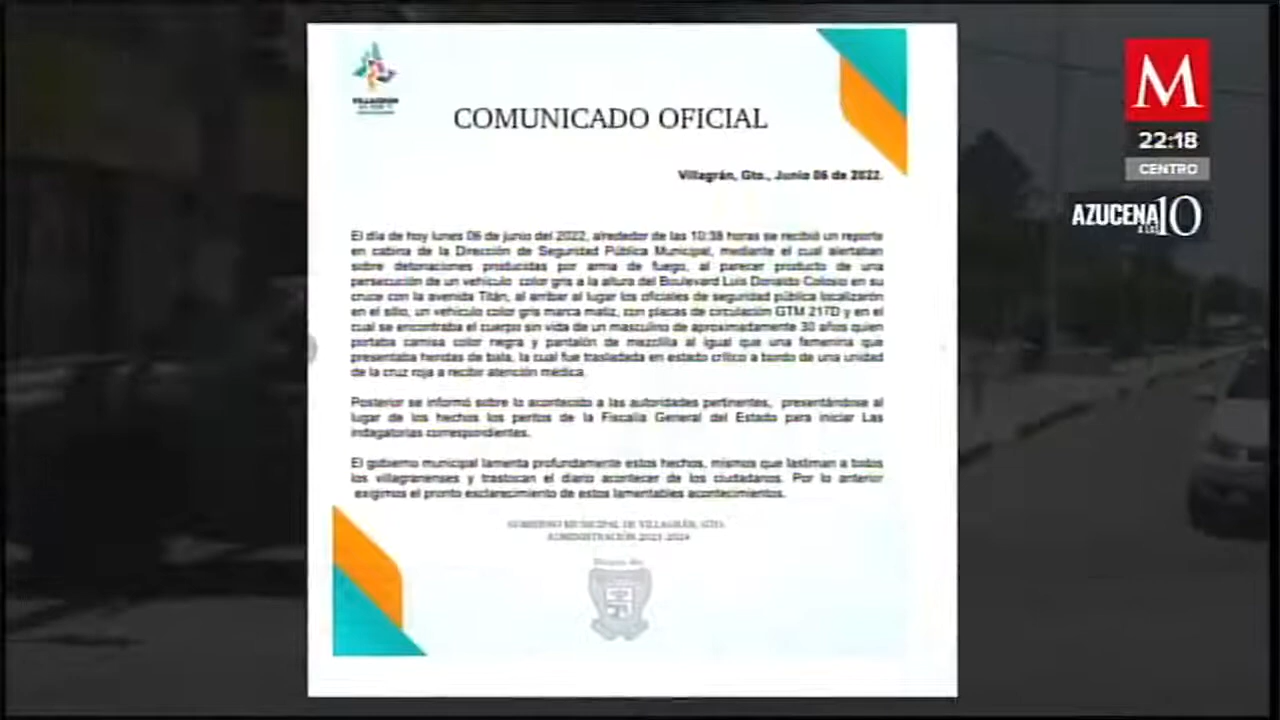 VILLAGRÁN
COMUNICADO OFICIAL
Villagrán, Gto., Junio 06 de 2022.
El día de hoy lunes 06 de junio del 2022, alrededor de las 10:38 horas se recibió un reporte
en cabina de la Dirección de Seguridad Pública Municipal, mediante el cual alertaban
sobre detonaciones producidas por arma de fuego, al parecer producto de una
persecución de un vehículo color gris a la altura del Boulevard Luis Donaldo Colosio en su
cruce con la avenida Titán, al arribar al lugar los oficiales de seguridad pública localizarón
en el sitio, un vehículo color gris marca matiz, con placas de circulación GTM 217D y en el
cual se encontraba el cuerpo sin vida de un masculino de aproximadamente 30 años quien
portaba camisa color negra y pantalón de mezclilla al igual que una femenina que
presentaba heridas de bala, la cual fue trasladada en estado crítico a bordo de una unidad
de la cruz roja a recibir atención médica.
Posterior se informó sobre lo acontecido a las autoridades pertinentes, presentándose al
lugar de los hechos los peritos de la Fiscalía General del Estado para iniciar Las
indagatorias correspondientes.
El gobierno municipal lamenta profundamente estos hechos, mismos que lastiman a todos
los villagranenses y trastocan el diario acontecer de los ciudadanos. Por lo anterior
exigimos el pronto esclarecimiento de estos lamentables acontecimientos.
GOBIERNO MUNICIPAL DE VILLAGRÁN, GTO.
ADMINISTRACIÓN 2021-2024
M
22:18
CENTRO
AZUCENA
A LAS 10